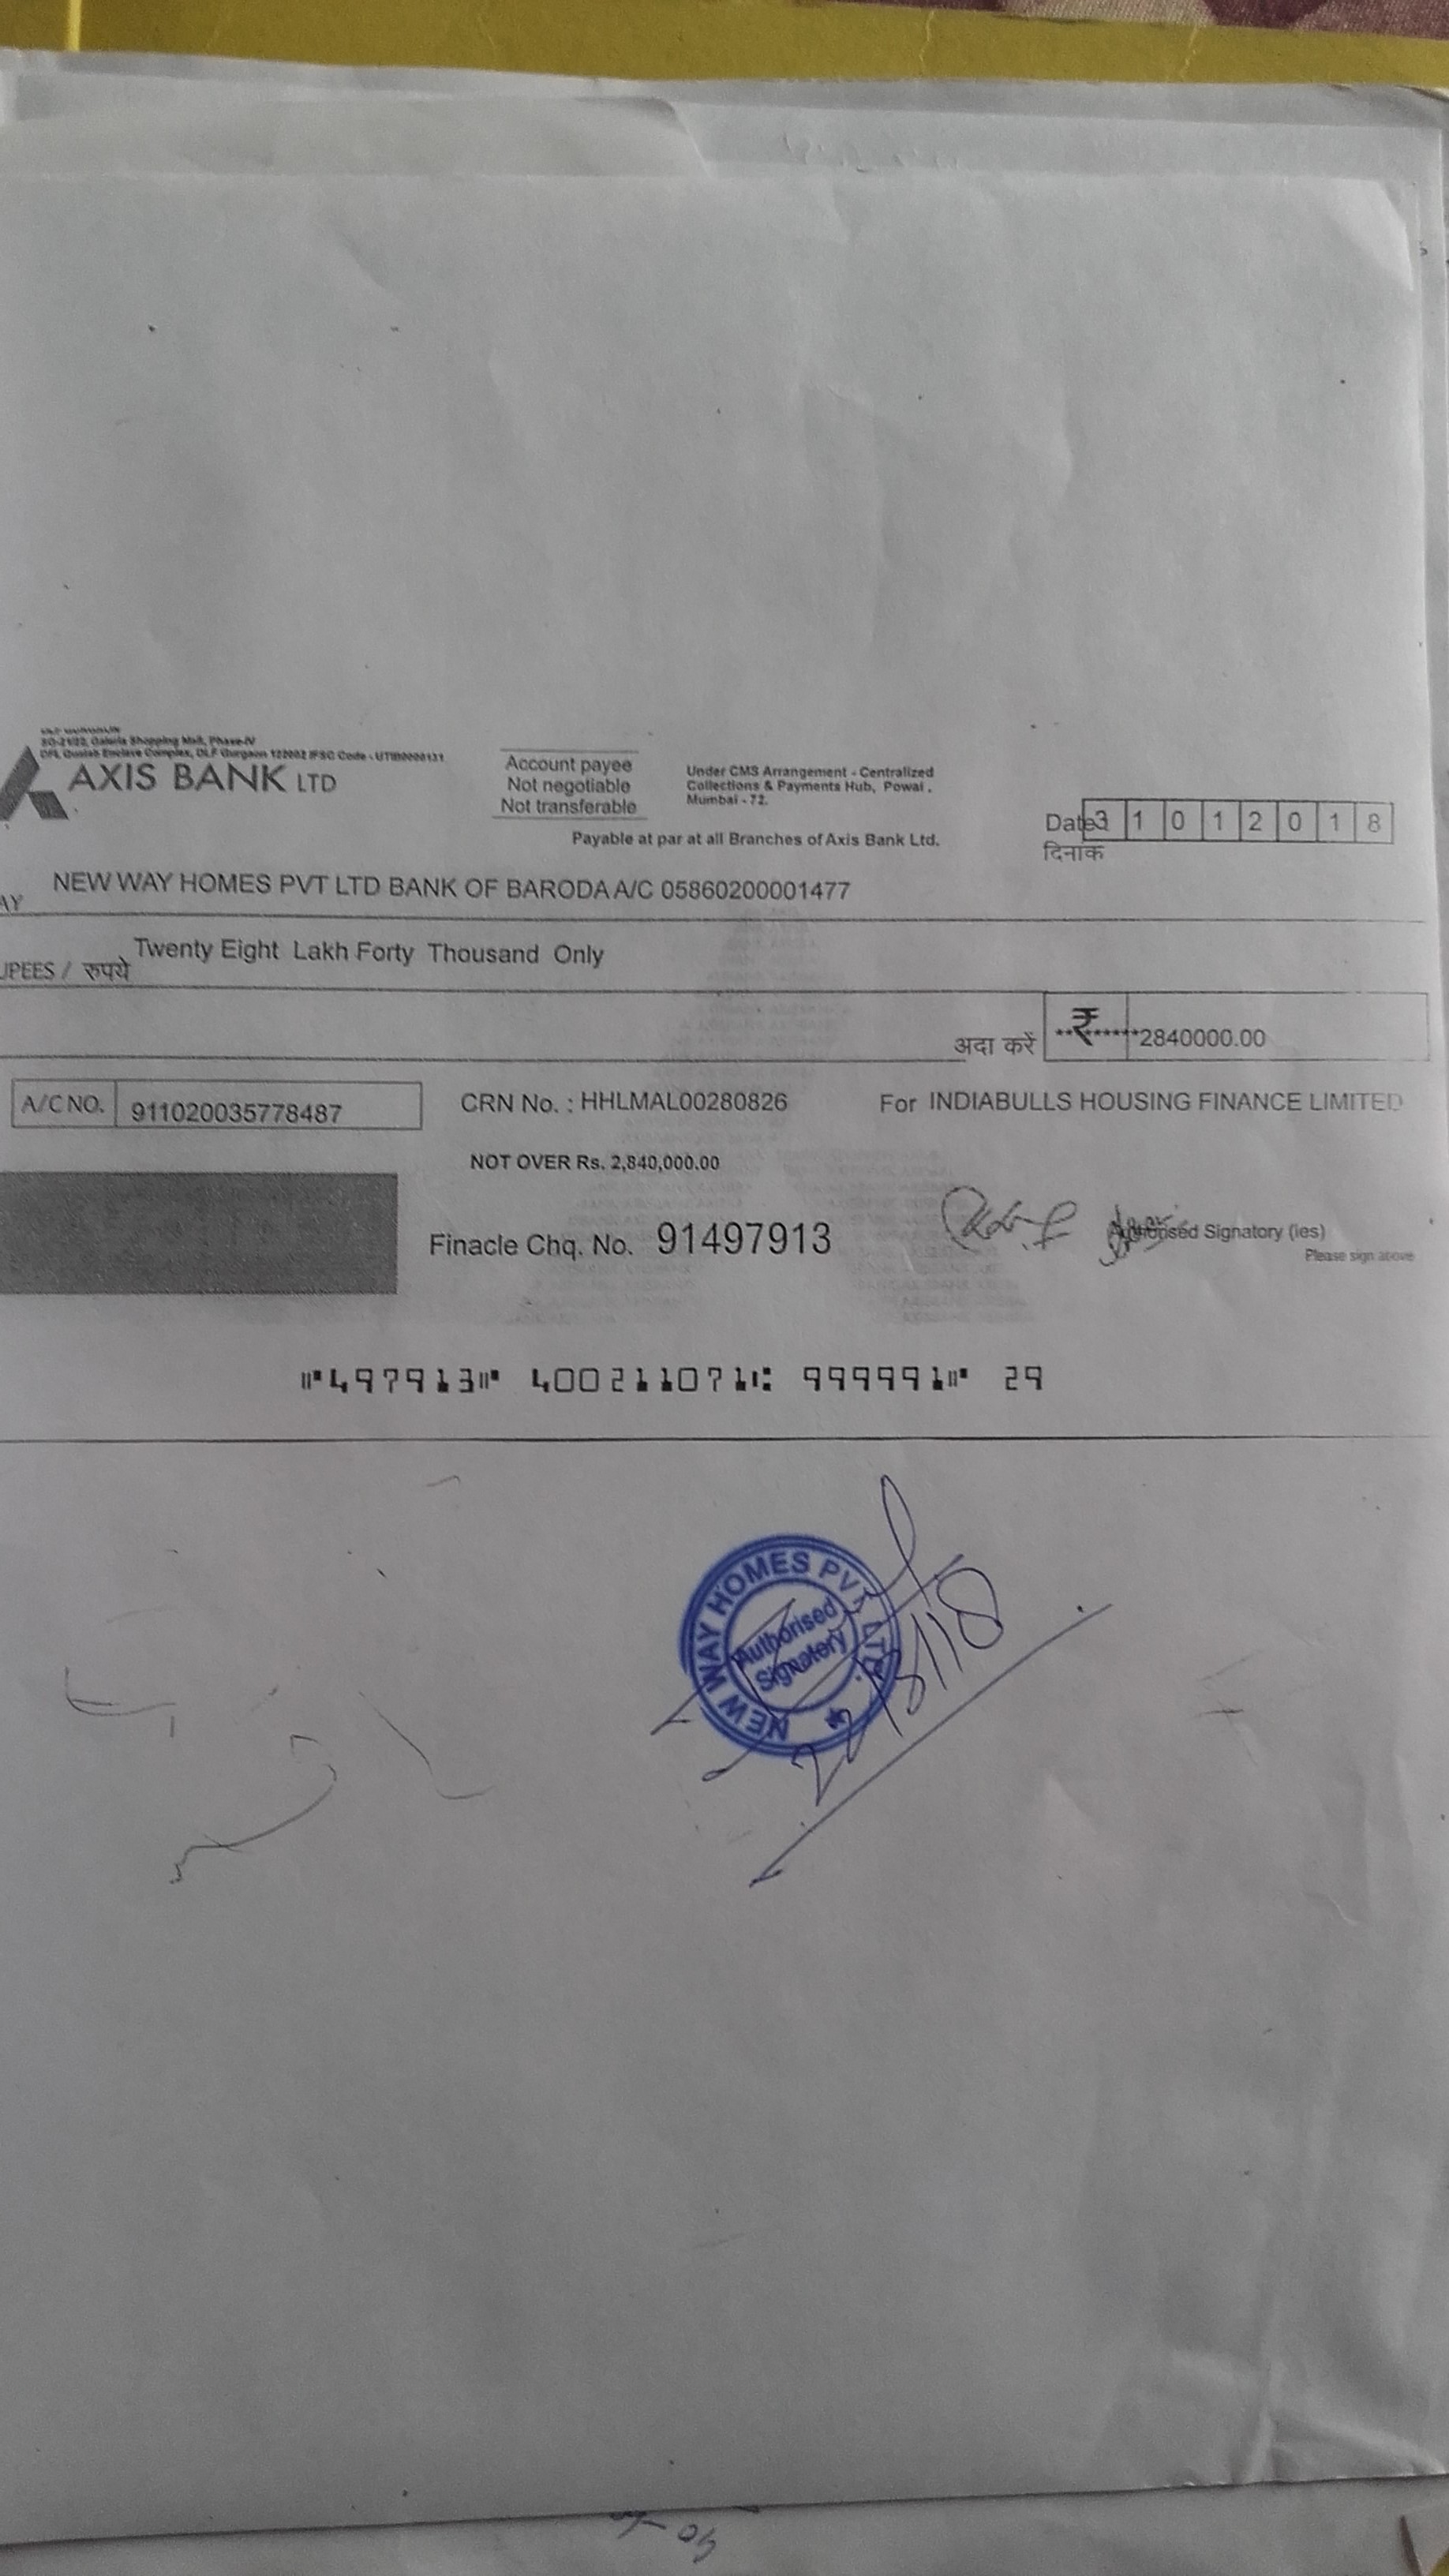 SO-21/22, Galeria Shopping Mall, Phase-IV
DFL Qutab Enclave Complex, DLF Gurgaon 122002 IFSC Code - UTIB0000131
AXIS BANK LTD
Account payee
Not negotiable
Not transferable
Under CMS Arrangement - Centralized
Collections & Payments Hub, Powai .
Mumbai - 72.
Payable at par at all Branches of Axis Bank Ltd.
Date 3 1 0 1 2 0 1 8
दिनाक
AY NEW WAY HOMES PVT LTD BANK OF BARODA A/C 05860200001477
UPEES / रुपये Twenty Eight Lakh Forty Thousand Only
अदा करें ₹ ********2840000.00
A/C NO. 911020035778487
CRN No. : HHLMAL00280826
For INDIABULLS HOUSING FINANCE LIMITED
NOT OVER Rs. 2,840,000.00
Finacle Chq. No. 91497913
Authorised Signatory (ies)
Please sign above
⑈497913⑈ 400211071⑆ 999991⑈ 29
NEW WAY HOMES PVT. LTD. ★
Authorised
Signatory